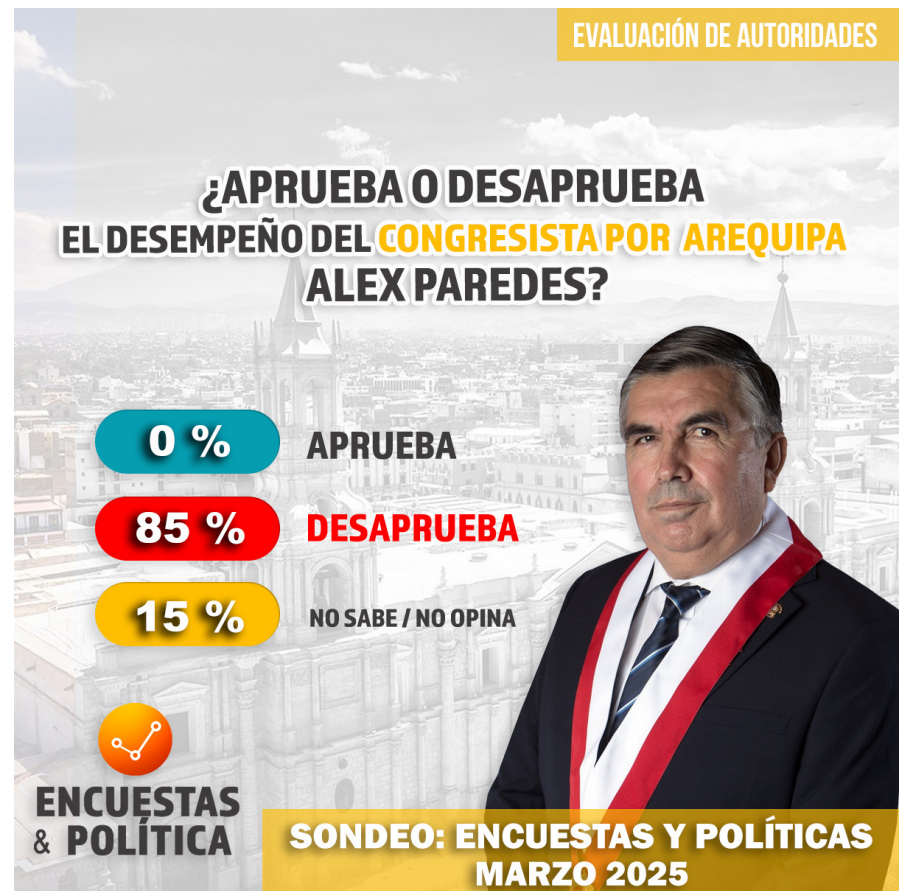 EVALUACIÓN DE AUTORIDADES
¿APRUEBA O DESAPRUEBA
EL DESEMPEÑO DEL CONGRESISTA POR AREQUIPA
ALEX PAREDES?
0 % APRUEBA
85 % DESAPRUEBA
15 % NO SABE / NO OPINA
ENCUESTAS
& POLÍTICA
SONDEO: ENCUESTAS Y POLÍTICAS
MARZO 2025